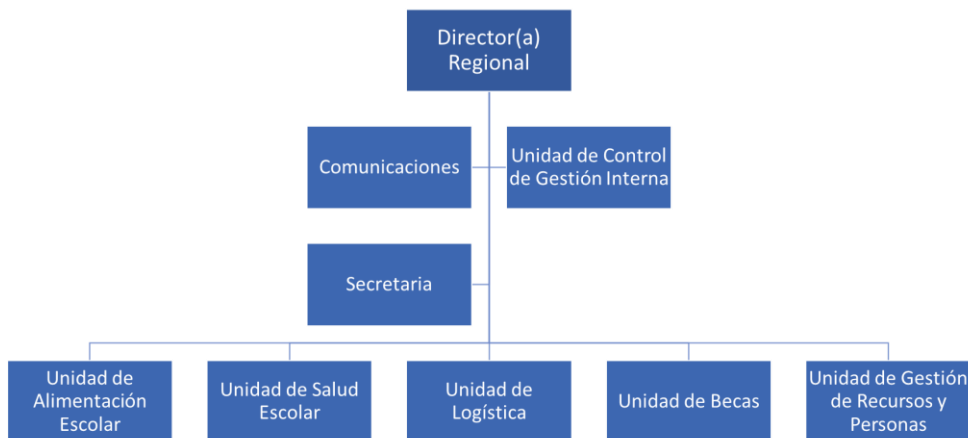 Director(a)
Regional
Comunicaciones
Unidad de Control
de Gestión Interna
Secretaria
Unidad de
Alimentación
Escolar
Unidad de Salud
Escolar
Unidad de
Logística
Unidad de Becas
Unidad de Gestión
de Recursos y
Personas